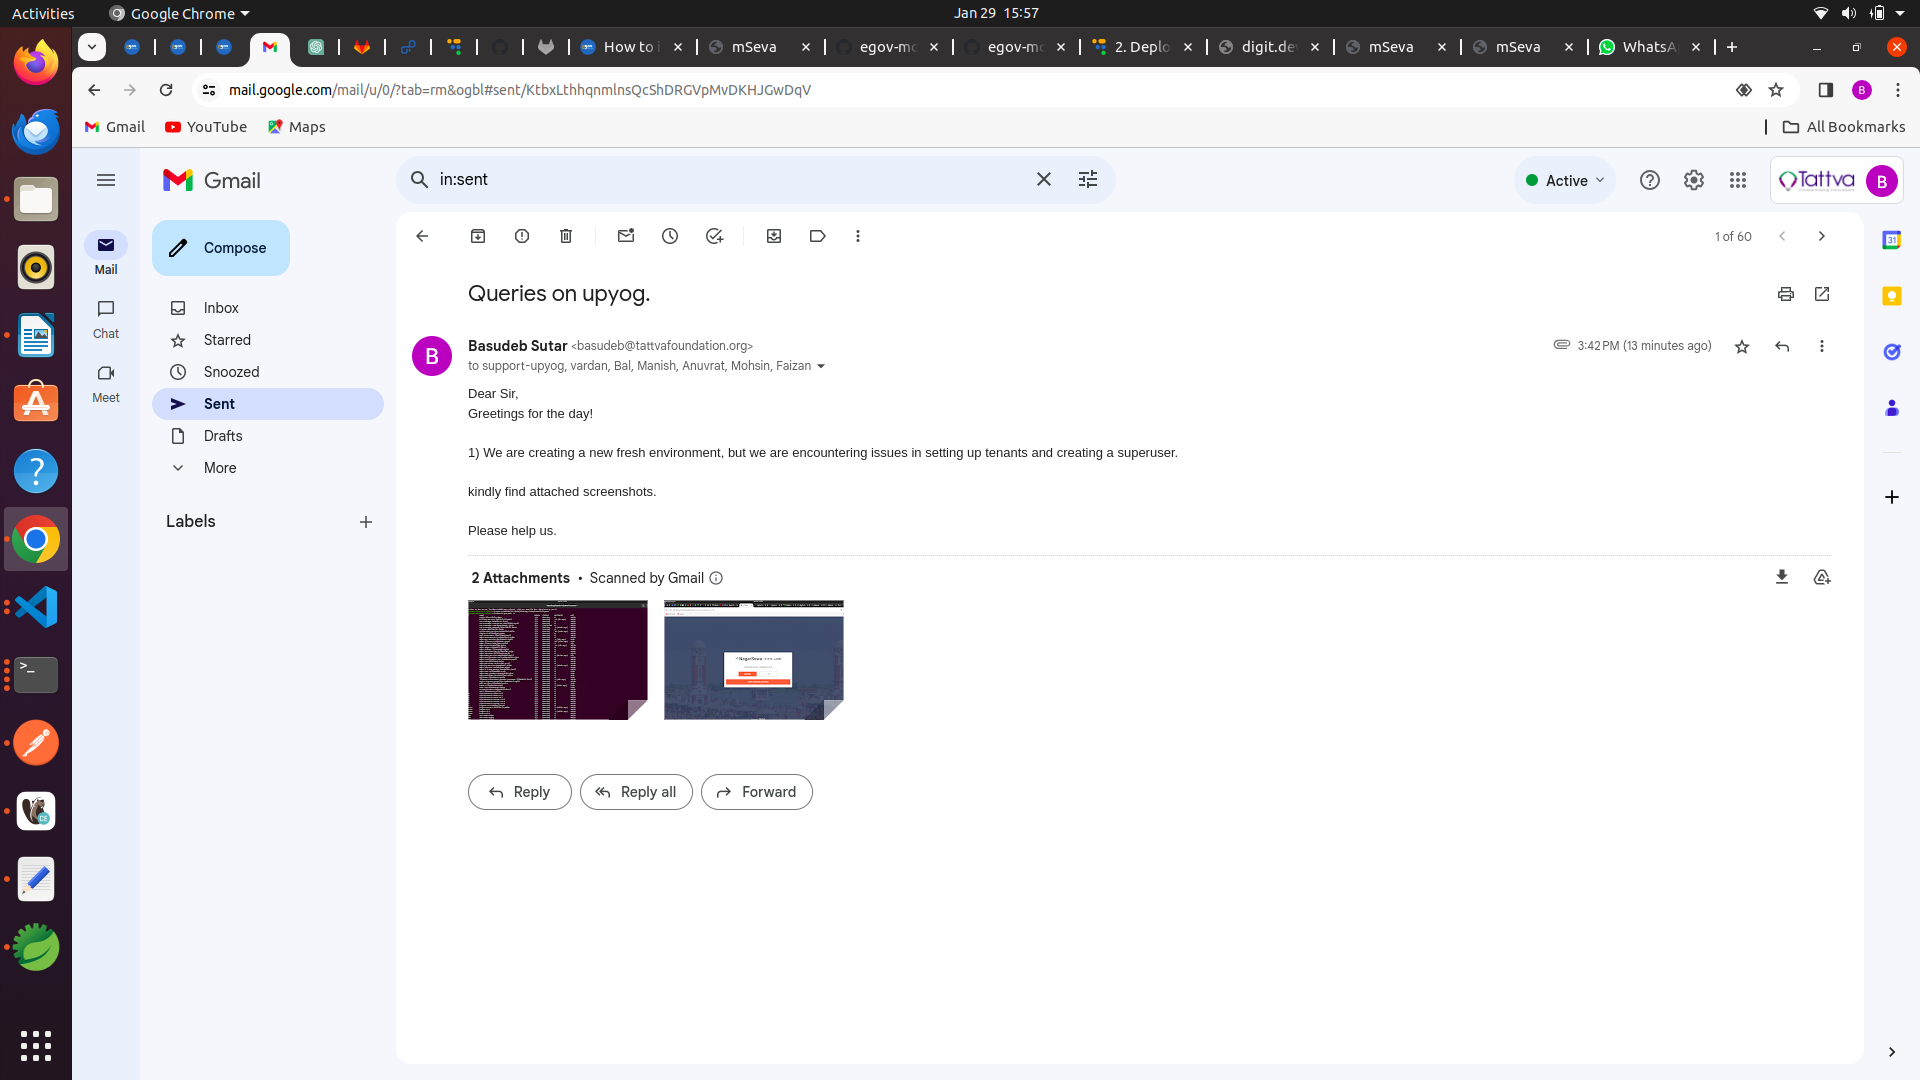 Activities
Google Chrome
Jan 29 15:57
How to i
mSeva
egov-mo
egov-mo
2. Deplo
digit.de
mSeva
mSeva
WhatsA
mail.google.com/mail/u/0/?tab=rm&ogbl#sent/KtbxLthhqnmlnsQcShDRGVpMvDKHJGwDqV
B
Gmail
YouTube
Maps
All Bookmarks
Gmail
in:sent
Active
Tattva
B
Compose
1 of 60
Mail
Chat
Meet
Inbox
Starred
Snoozed
Sent
Drafts
More
Labels
Queries on upyog.
B
Basudeb Sutar <basudeb@tattvafoundation.org>
3:42 PM (13 minutes ago)
to support-upyog, vardan, Bal, Manish, Anuvrat, Mohsin, Faizan
Dear Sir,
Greetings for the day!
1) We are creating a new fresh environment, but we are encountering issues in setting up tenants and creating a superuser.
kindly find attached screenshots.
Please help us.
2 Attachments • Scanned by Gmail
Reply
Reply all
Forward